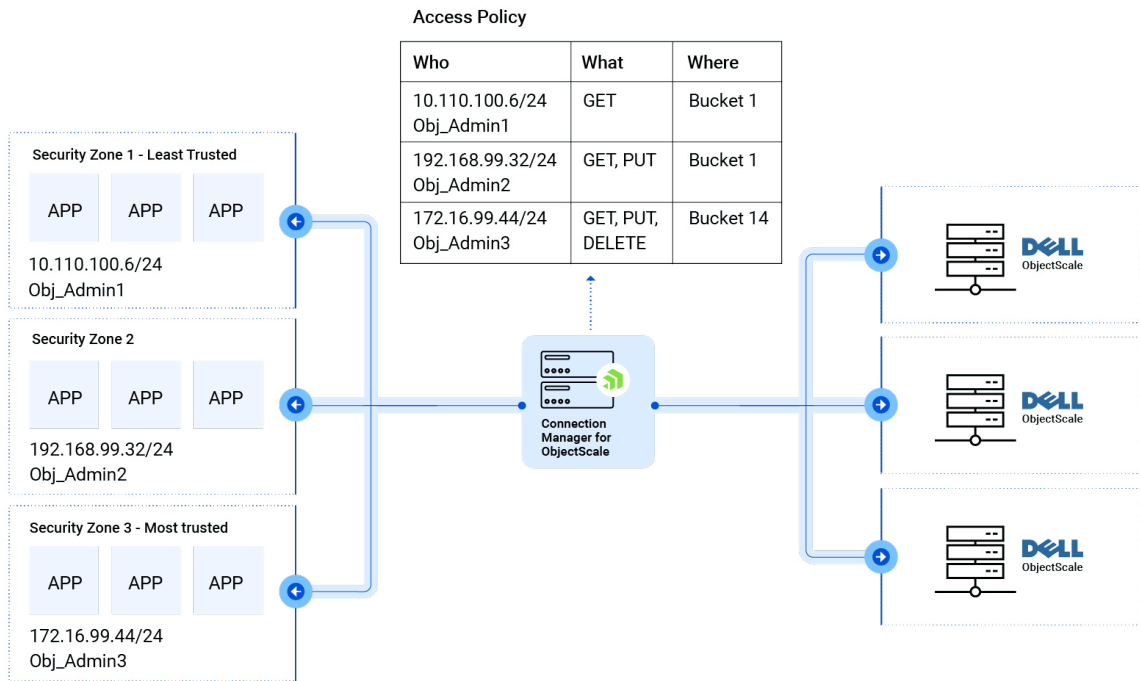 Access Policy
Who What Where
10.110.100.6/24 GET Bucket 1
Obj_Admin1
192.168.99.32/24 GET, PUT Bucket 1
Obj_Admin2
172.16.99.44/24 GET, PUT, Bucket 14
Obj_Admin3 DELETE
Security Zone 1 - Least Trusted
APP APP APP
10.110.100.6/24
Obj_Admin1
Security Zone 2
APP APP APP
192.168.99.32/24
Obj_Admin2
Security Zone 3 - Most trusted
APP APP APP
172.16.99.44/24
Obj_Admin3
Connection
Manager for
ObjectScale
DELL
ObjectScale
DELL
ObjectScale
DELL
ObjectScale